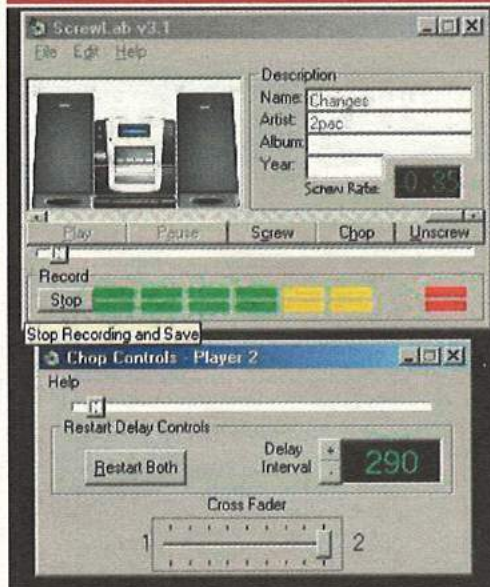 ScrewLab v3.1
File Edit Help
Description
Name: Changes
Artist: 2pac
Album:
Year:
Screw Rate: 0.85
Play Pause Screw Chop Unscrew
Record
Stop
Stop Recording and Save
Chop Controls - Player 2
Help
Restart Delay Controls
Restart Both
Delay Interval
+
-
290
Cross Fader
1 2